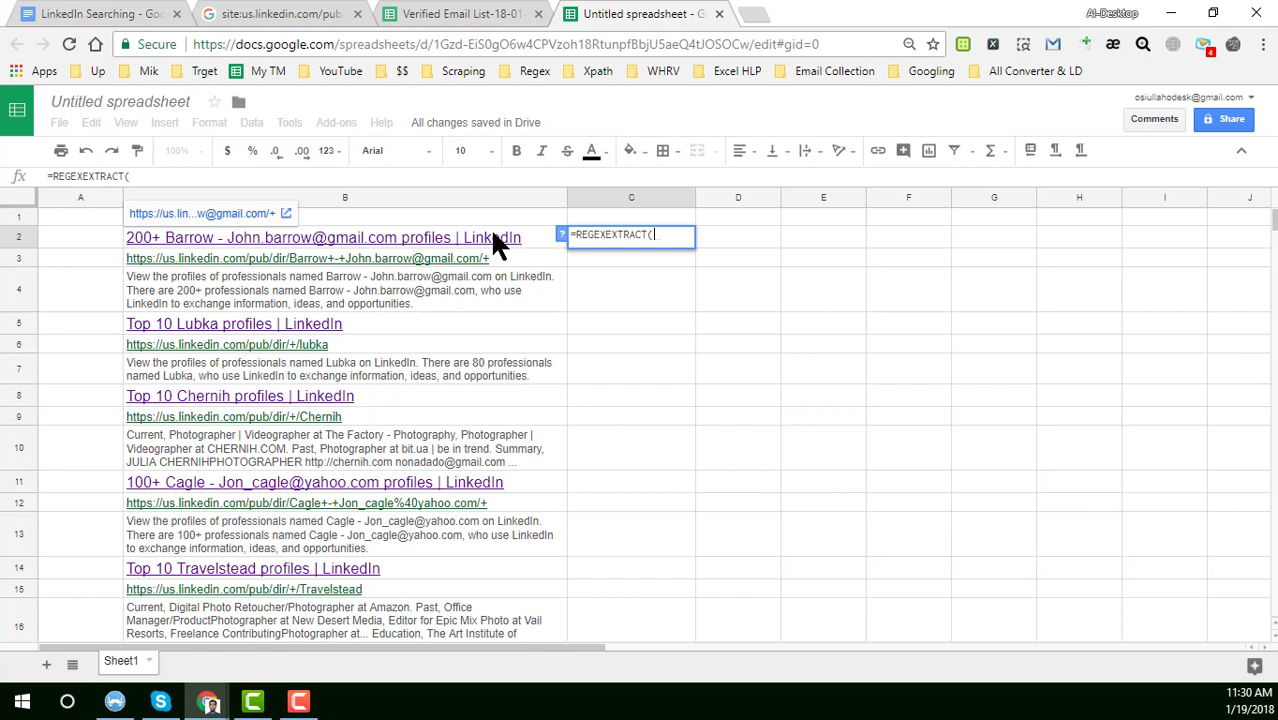 LinkedIn Searching - Goo
site:us.linkedin.com/pub
Verified Email List-18-01
Untitled spreadsheet - Go
AI-Desktop
Secure
https://docs.google.com/spreadsheets/d/1Gzd-EiS0gO6w4CPVzoh18RtunpfBbjU5aeQ4tJOSOCw/edit#gid=0
4
Apps Up Mik Trget My TM YouTube $$ Scraping Regex Xpath WHRV Excel HLP Email Collection Googling All Converter & LD
Untitled spreadsheet
osiullahodesk@gmail.com
File Edit View Insert Format Data Tools Add-ons Help All changes saved in Drive
Comments
Share
100% $ % .0 .00 123 Arial 10 B I S A
fx =REGEXEXTRACT(
A B C D E F G H I J
1 https://us.lin...w@gmail.com/+
2 200+ Barrow - John.barrow@gmail.com profiles | LinkedIn ? =REGEXEXTRACT(
3 https://us.linkedin.com/pub/dir/Barrow+-+John.barrow@gmail.com/+
View the profiles of professionals named Barrow - John.barrow@gmail.com on LinkedIn.
4 There are 200+ professionals named Barrow - John.barrow@gmail.com, who use
LinkedIn to exchange information, ideas, and opportunities.
5 Top 10 Lubka profiles | LinkedIn
6 https://us.linkedin.com/pub/dir/+/lubka
7 View the profiles of professionals named Lubka on LinkedIn. There are 80 professionals
named Lubka, who use LinkedIn to exchange information, ideas, and opportunities.
8 Top 10 Chernih profiles | LinkedIn
9 https://us.linkedin.com/pub/dir/+/Chernih
Current, Photographer | Videographer at The Factory - Photography, Photographer |
10 Videographer at CHERNIH.COM. Past, Photographer at bit.ua | be in trend. Summary,
JULIA CHERNIHPHOTOGRAPHER http://chernih.com nonadado@gmail.com ...
11 100+ Cagle - Jon_cagle@yahoo.com profiles | LinkedIn
12 https://us.linkedin.com/pub/dir/Cagle+-+Jon_cagle%40yahoo.com/+
View the profiles of professionals named Cagle - Jon_cagle@yahoo.com on LinkedIn.
13 There are 100+ professionals named Cagle - Jon_cagle@yahoo.com, who use LinkedIn
to exchange information, ideas, and opportunities.
14 Top 10 Travelstead profiles | LinkedIn
15 https://us.linkedin.com/pub/dir/+/Travelstead
Current, Digital Photo Retoucher/Photographer at Amazon. Past, Office
16 Manager/ProductPhotographer at New Desert Media, Editor for Epic Mix Photo at Vail
Resorts, Freelance ContributingPhotographer at... Education, The Art Institute of
Sheet1
11:30 AM
1/19/2018